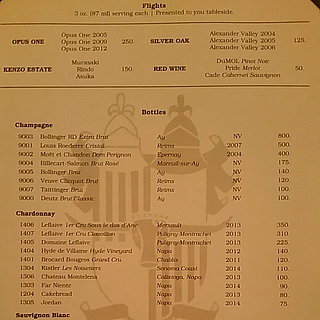 Flights
3 oz. (87 ml) serving each | Presented to you tableside.
OPUS ONE Opus One 2005 Opus One 2009 Opus One 2012 250.
SILVER OAK Alexander Valley 2004 Alexander Valley 2005 Alexander Valley 2006 125.
KENZO ESTATE Murasaki Rindo Asuka 150.
RED WINE DuMOL Pinot Noir Pride Merlot Cade Cabernet Sauvignon 50.
Bottles
Champagne
9003 Bollinger RD Extra Brut Ay NV 800.
9001 Louis Roederer Cristal Reims 2007 500.
9002 Moët et Chandon Dom Perignon Epernay 2004 400.
9004 Billecart-Salmon Brut Rosé Mareuil-sur-Ay NV 175
9005 Bollinger Brut Ay NV 140.
9006 Veuve Clicquot Brut Reims NV 120.
9007 Taittinger Brut Reims NV 100.
9000 Deutz Brut Classic Ay NV 100.
Chardonnay
1406 Leflaive 1er Cru Sous le dos d'Ane Mersault 2013 350.
1407 Leflaive 1er Cru Clavoillon Puligny-Montrachet 2013 310.
1405 Domaine Leflaive Puligny-Montrachet 2013 225.
1404 Hyde de Villaine Hyde Vineyard Napa 2012 140
1401 Brocard Bougros Grand Cru Chablis 2011 120.
1304 Kistler Les Noisetiers Sonoma Coast 2014 110.
1306 Chateau Montelena Calistoga, Napa 2013 100.
1303 Far Niente Napa 2014 90.
1204 Cakebread Napa 2013 80.
1305 Jordan Napa 2014 75.
Sauvignon Blanc